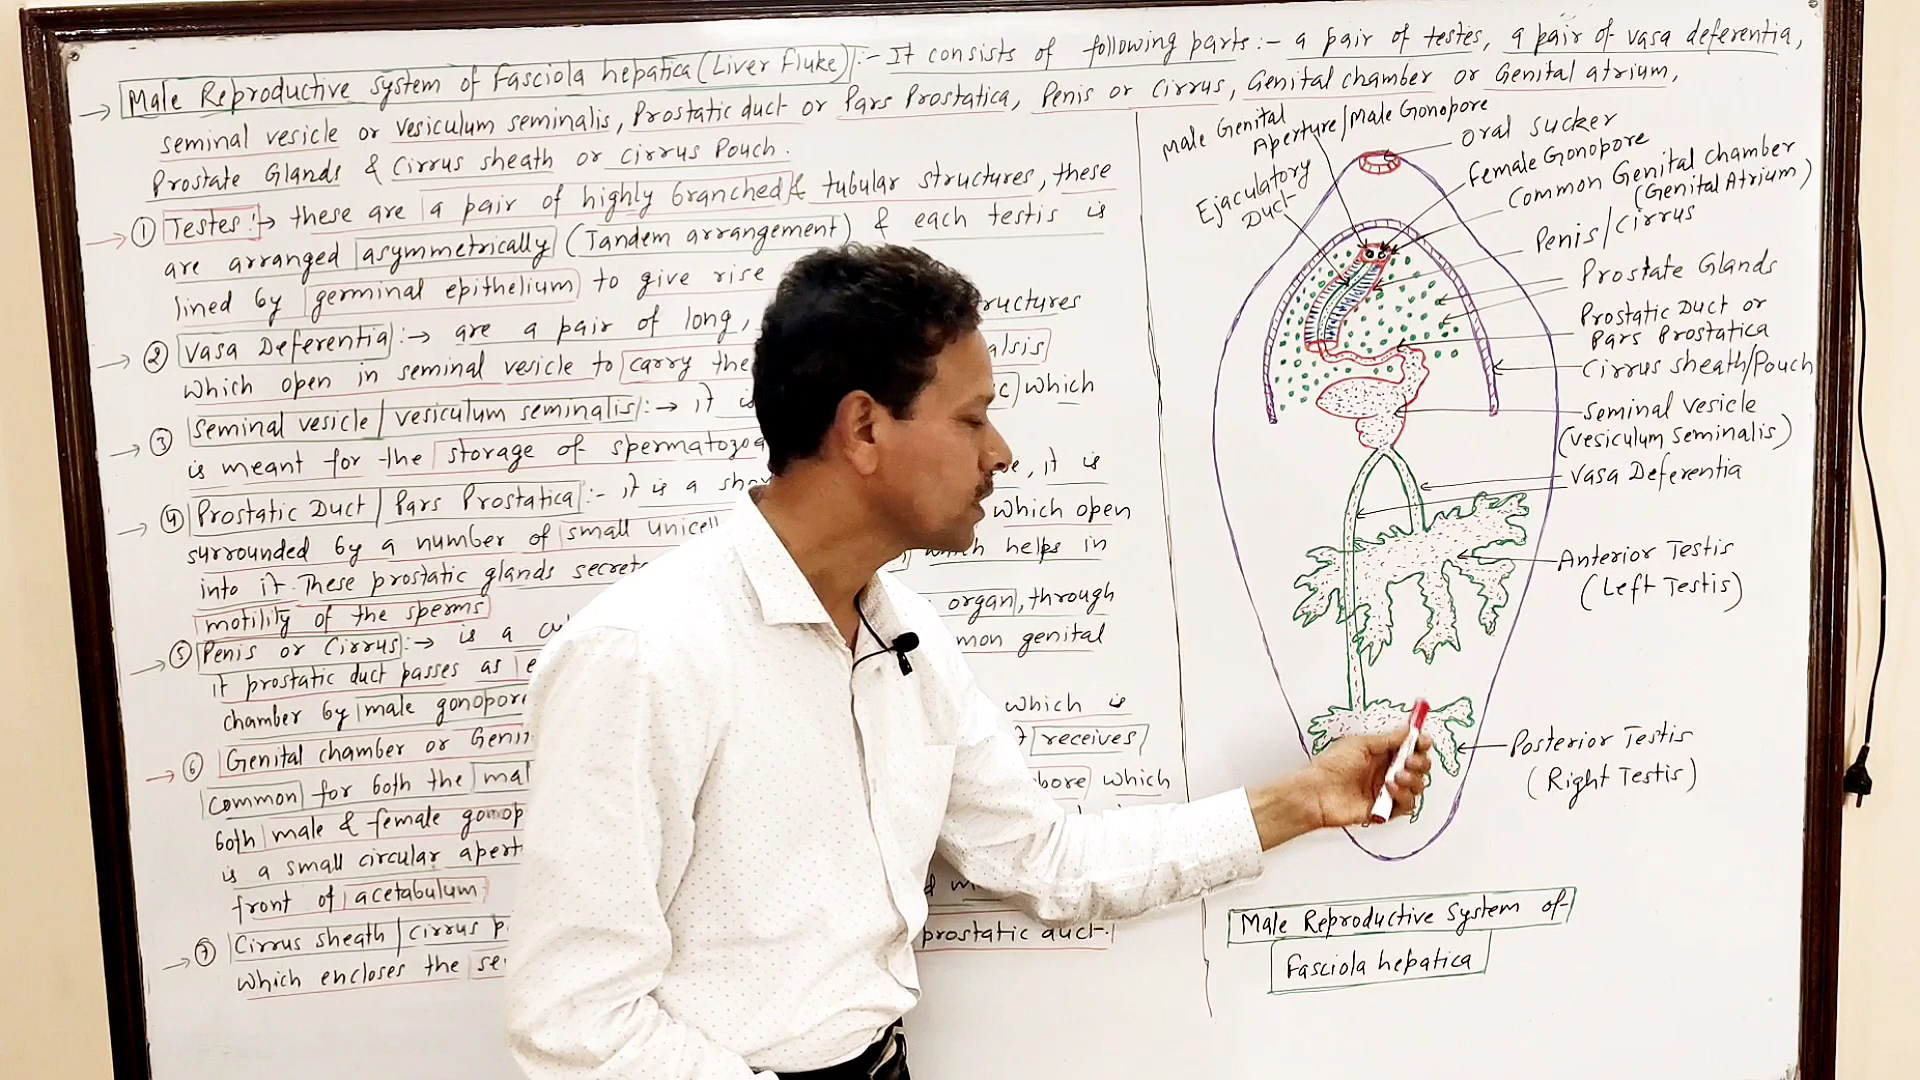 Male Reproductive System of Fasciola hepatica (Liver Fluke):- It consists of following parts:- a pair of testes, a pair of vasa deferentia,
seminal vesicle or vesiculum seminalis, Prostatic duct or Pars Prostatica, Penis or Cirrus, Genital chamber or Genital atrium,
Prostate Glands & Cirrus sheath or cirrus Pouch.
① Testes:→ these are a pair of highly branched & tubular structures, these
are arranged asymmetrically (Tandem arrangement) & each testis is
lined by germinal epithelium to give rise
② Vasa Deferentia:→ are a pair of long, ructures
which open in seminal vesicle to carry the alsis
③ Seminal vesicle/vesiculum seminalis:→ it is c) which
is meant for the storage of spermatozoa
④ Prostatic Duct/Pars Prostatica:- it is a sho e, it is
surrounded by a number of small unicell which open
into it. These prostatic glands secrete which helps in
motility of the sperms
⑤ Penis or Cirrus:→ is a cu organ, through
it prostatic duct passes as e mon genital
chamber by male gonopore
⑥ Genital chamber or Genit which is
common for both the mal receives
both male & female gonop pore which
is a small circular apert
front of acetabulum
⑦ Cirrus sheath/cirrus p
which encloses the se prostatic duct.
Male Genital
Aperture/Male Gonopore
Oral sucker
Female Gonopore
Common Genital chamber
(Genital Atrium)
Ejaculatory
Duct
Penis/Cirrus
Prostate Glands
Prostatic Duct or
Pars Prostatica
Cirrus sheath/Pouch
Seminal vesicle
(vesiculum seminalis)
Vasa Deferentia
Anterior Testis
(Left Testis)
Posterior Testis
(Right Testis)
Male Reproductive System of
Fasciola hepatica